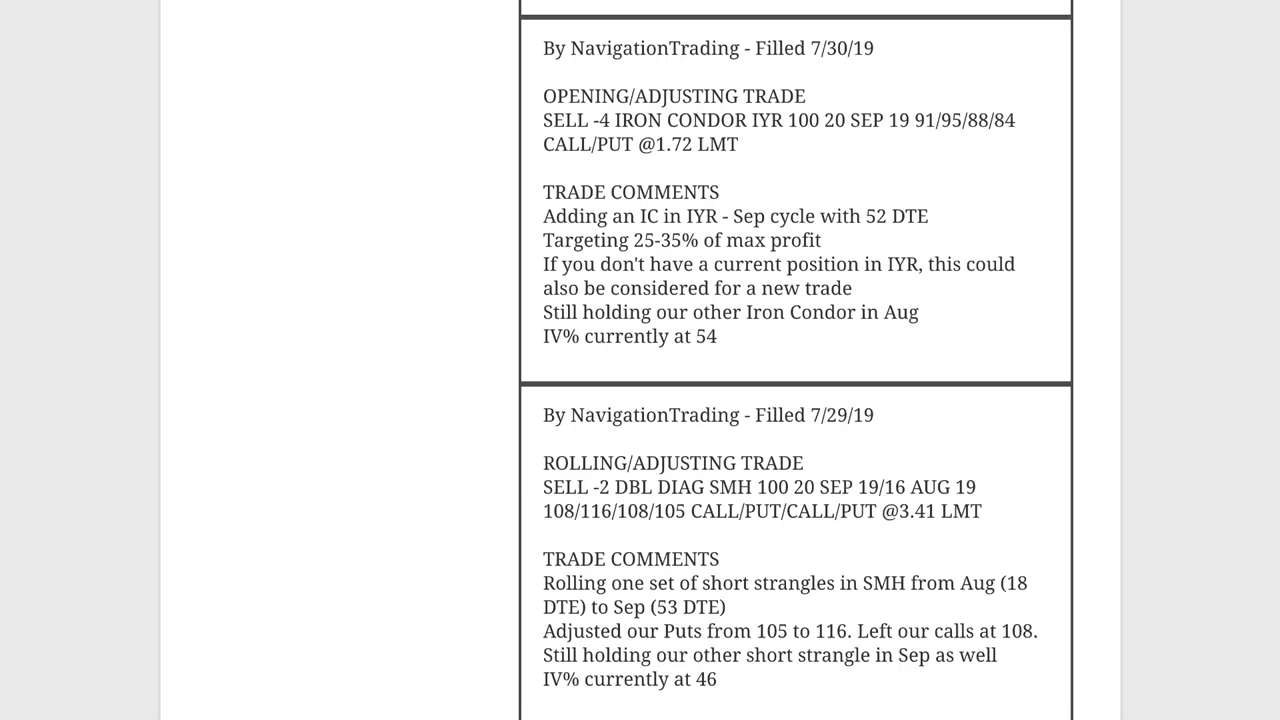 By NavigationTrading - Filled 7/30/19
OPENING/ADJUSTING TRADE
SELL -4 IRON CONDOR IYR 100 20 SEP 19 91/95/88/84
CALL/PUT @1.72 LMT
TRADE COMMENTS
Adding an IC in IYR - Sep cycle with 52 DTE
Targeting 25-35% of max profit
If you don't have a current position in IYR, this could
also be considered for a new trade
Still holding our other Iron Condor in Aug
IV% currently at 54
By NavigationTrading - Filled 7/29/19
ROLLING/ADJUSTING TRADE
SELL -2 DBL DIAG SMH 100 20 SEP 19/16 AUG 19
108/116/108/105 CALL/PUT/CALL/PUT @3.41 LMT
TRADE COMMENTS
Rolling one set of short strangles in SMH from Aug (18
DTE) to Sep (53 DTE)
Adjusted our Puts from 105 to 116. Left our calls at 108.
Still holding our other short strangle in Sep as well
IV% currently at 46